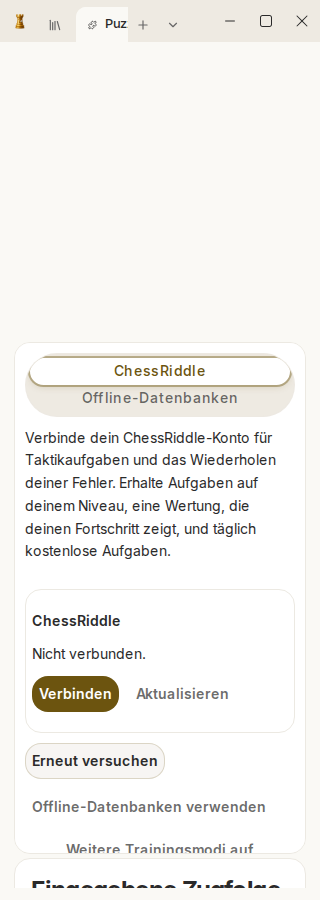 Puz
ChessRiddle
Offline-Datenbanken
Verbinde dein ChessRiddle-Konto für
Taktikaufgaben und das Wiederholen
deiner Fehler. Erhalte Aufgaben auf
deinem Niveau, eine Wertung, die
deinen Fortschritt zeigt, und täglich
kostenlose Aufgaben.
ChessRiddle
Nicht verbunden.
Verbinden Aktualisieren
Erneut versuchen
Offline-Datenbanken verwenden
Weitere Trainingsmodi auf
Eingegebene Zugfolge